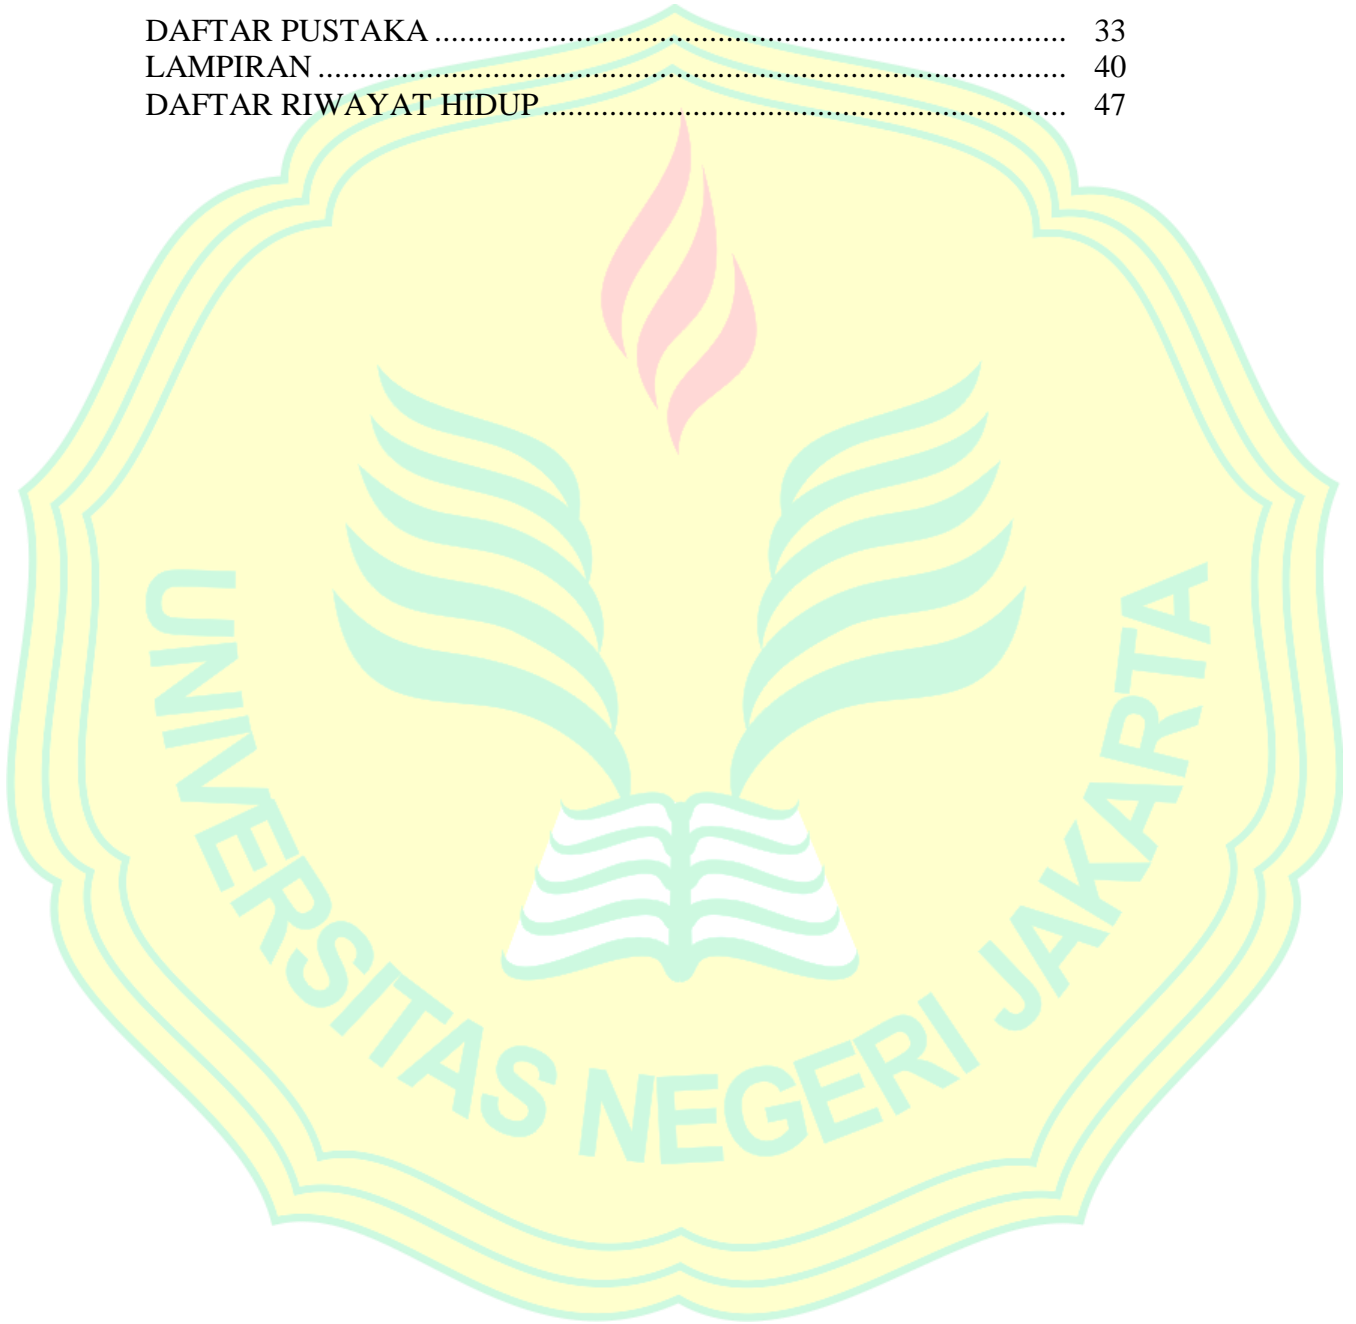 DAFTAR PUSTAKA ........................................................................... 33
LAMPIRAN ........................................................................... 40
DAFTAR RIWAYAT HIDUP ........................................................................... 47
UNIVERSITAS NEGERI JAKARTA